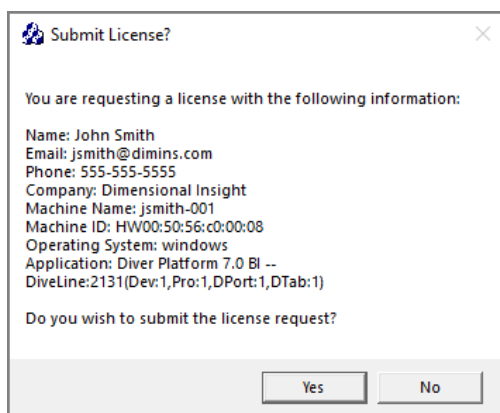 Submit License?
You are requesting a license with the following information:
Name: John Smith
Email: jsmith@dimins.com
Phone: 555-555-5555
Company: Dimensional Insight
Machine Name: jsmith-001
Machine ID: HW00:50:56:c0:00:08
Operating System: windows
Application: Diver Platform 7.0 BI --
DiveLine:2131(Dev:1,Pro:1,DPort:1,DTab:1)
Do you wish to submit the license request?
Yes
No